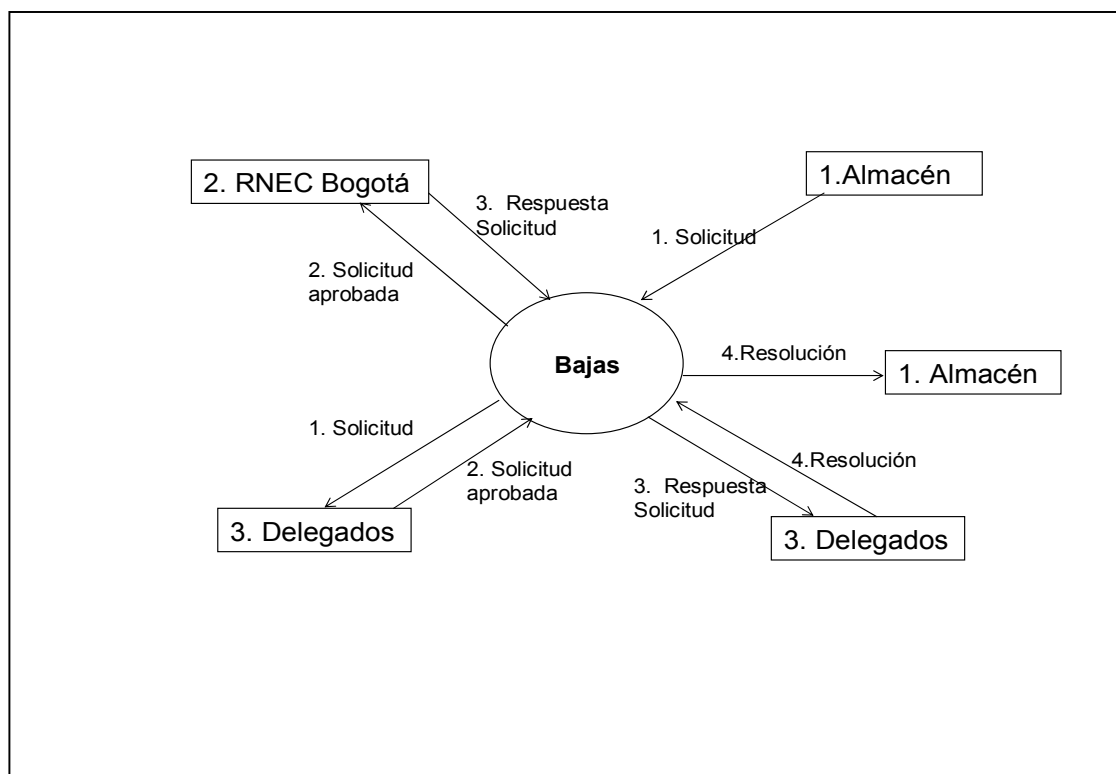 1.Almacén
2. RNEC Bogotá
3. Respuesta
Solicitud
1. Solicitud
2. Solicitud
aprobada
Bajas
4.Resolución
1. Almacén
1. Solicitud
2. Solicitud
aprobada
4.Resolución
3. Respuesta
Solicitud
3. Delegados
3. Delegados